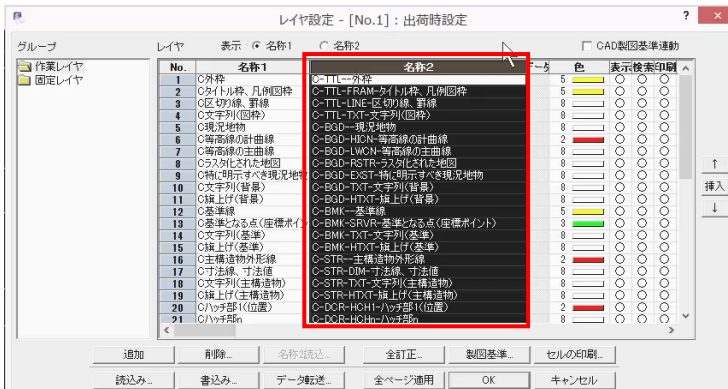 レイヤ設定 - [No.1] : 出荷時設定
? ×
グループ レイヤ 表示 名称1 名称2 CAD製図基準連動
作業レイヤ
固定レイヤ
No. 名称1 名称2 色 表示 検索 印刷
1 C外枠 C-TTL--外枠 5
2 Cタイトル枠、凡例図枠 C-TTL-FRAM-タイトル枠、凡例図枠 5
3 C区切り線、罫線 C-TTL-LINE-区切り線、罫線 8
4 C文字列(図枠) C-TTL-TXT-文字列(図枠) 8
5 C現況地物 C-BGD--現況地物 8
6 C等高線の計曲線 C-BGD-HICN-等高線の計曲線 2
7 C等高線の主曲線 C-BGD-LWCN-等高線の主曲線 8
8 Cラスタ化された地図 C-BGD-RSTR-ラスタ化された地図 8
9 C特に明示すべき現況地物 C-BGD-EXST-特に明示すべき現況地物 8
10 C文字列(背景) C-BGD-TXT-文字列(背景) 8
11 C旗上げ(背景) C-BGD-HTXT-旗上げ(背景) 8
12 C基準線 C-BMK--基準線 5
13 C基準となる点(座標ポイント) C-BMK-SRVR-基準となる点(座標ポイント) 3
14 C文字列(基準) C-BMK-TXT-文字列(基準) 8
15 C旗上げ(基準) C-BMK-HTXT-旗上げ(基準) 8
16 C主構造物外形線 C-STR--主構造物外形線 2
17 C寸法線、寸法値 C-STR-DIM-寸法線、寸法値 8
18 C文字列(主構造物) C-STR-TXT-文字列(主構造物) 8
19 C旗上げ(主構造物) C-STR-HTXT-旗上げ(主構造物) 8
20 Cハッチ部1(位置) C-DCR-HCH1-ハッチ部1(位置) 2
21 Cハッチ部n C-DCR-HCHn-ハッチ部n 8
↑
挿入
↓
追加 削除... 名称2読込... 全訂正... 製図基準... セルの印刷...
読込み... 書込み... データ転送... 全ページ適用 OK キャンセル